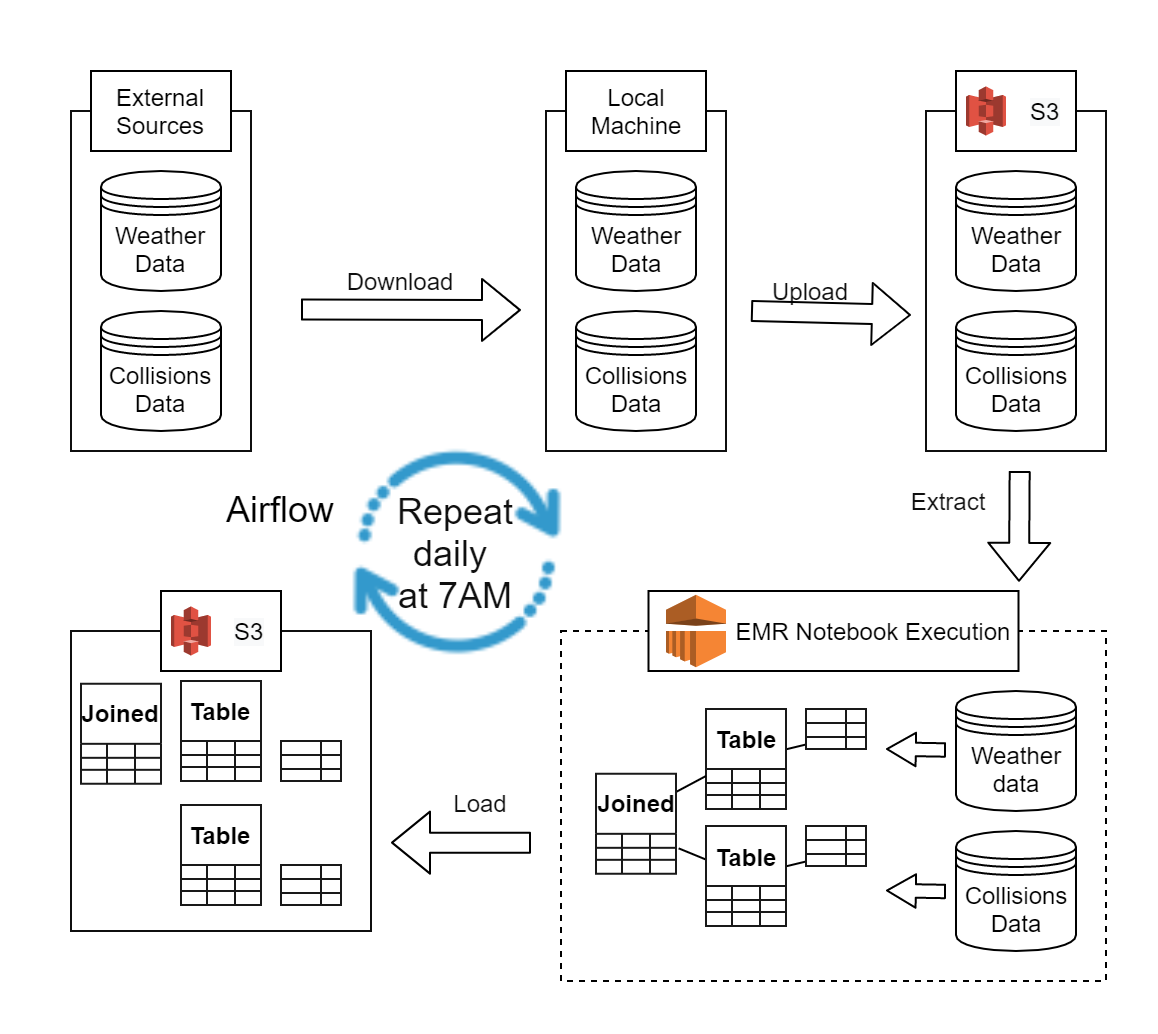 External
Sources
Weather
Data
Collisions
Data
Download
Local
Machine
Weather
Data
Collisions
Data
Upload
S3
Weather
Data
Collisions
Data
Airflow
Repeat
daily
at 7AM
Extract
EMR Notebook Execution
Weather
data
Collisions
Data
Table
Table
Joined
Load
S3
Joined
Table
Table